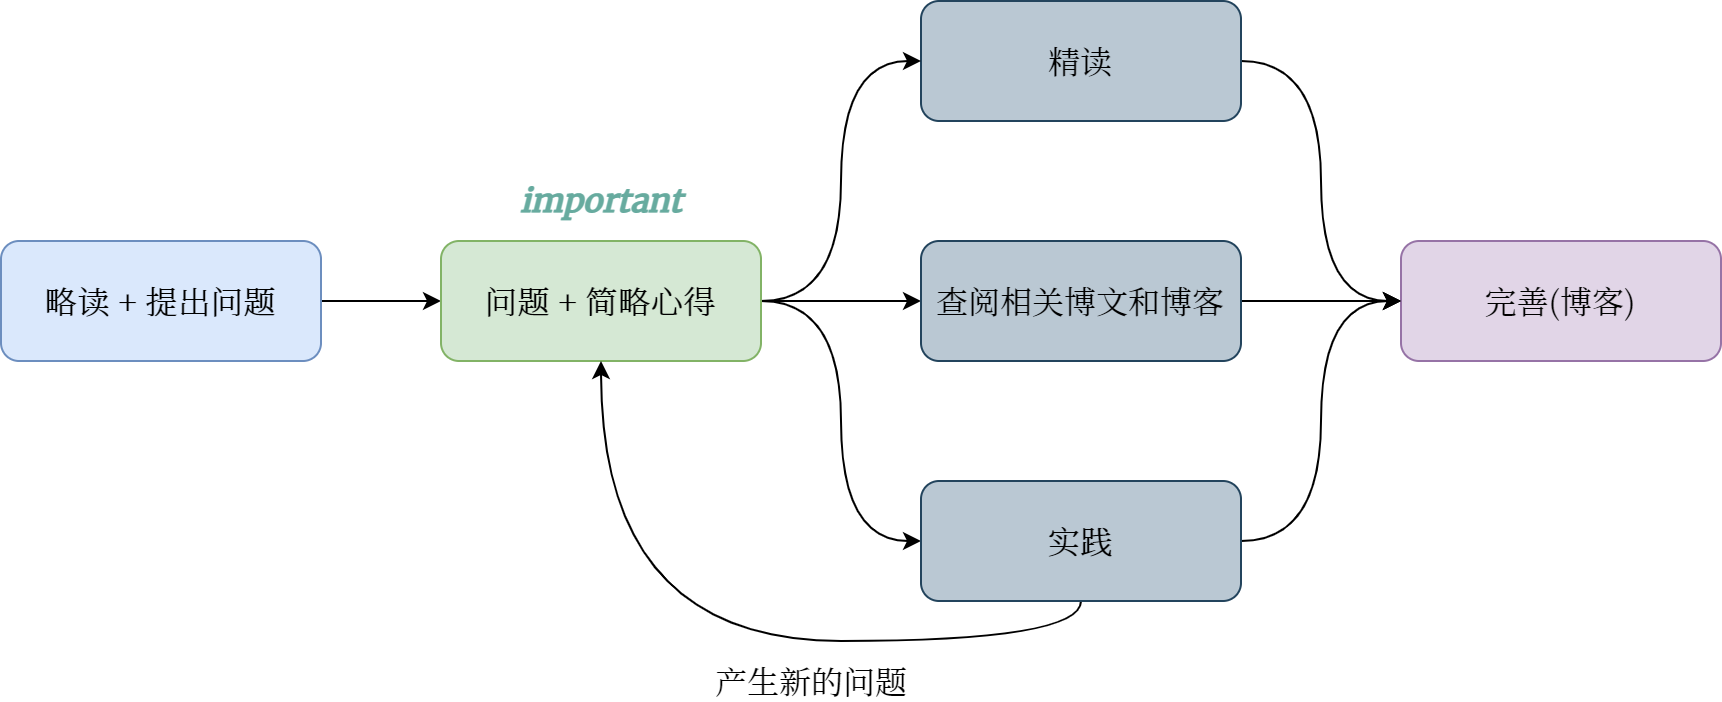 精读
important
略读 + 提出问题
问题 + 简略心得
查阅相关博文和博客
完善(博客)
实践
产生新的问题